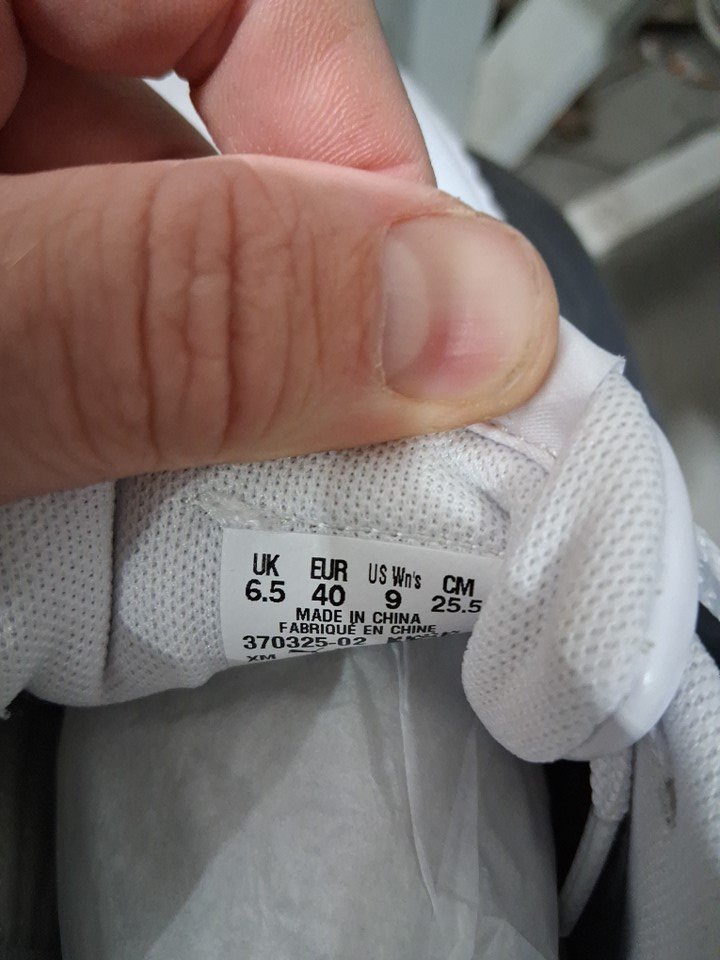 UK EUR US Wn's CM
6.5 40 9 25.5
MADE IN CHINA
FABRIQUÉ EN CHINE
370325-02
XM